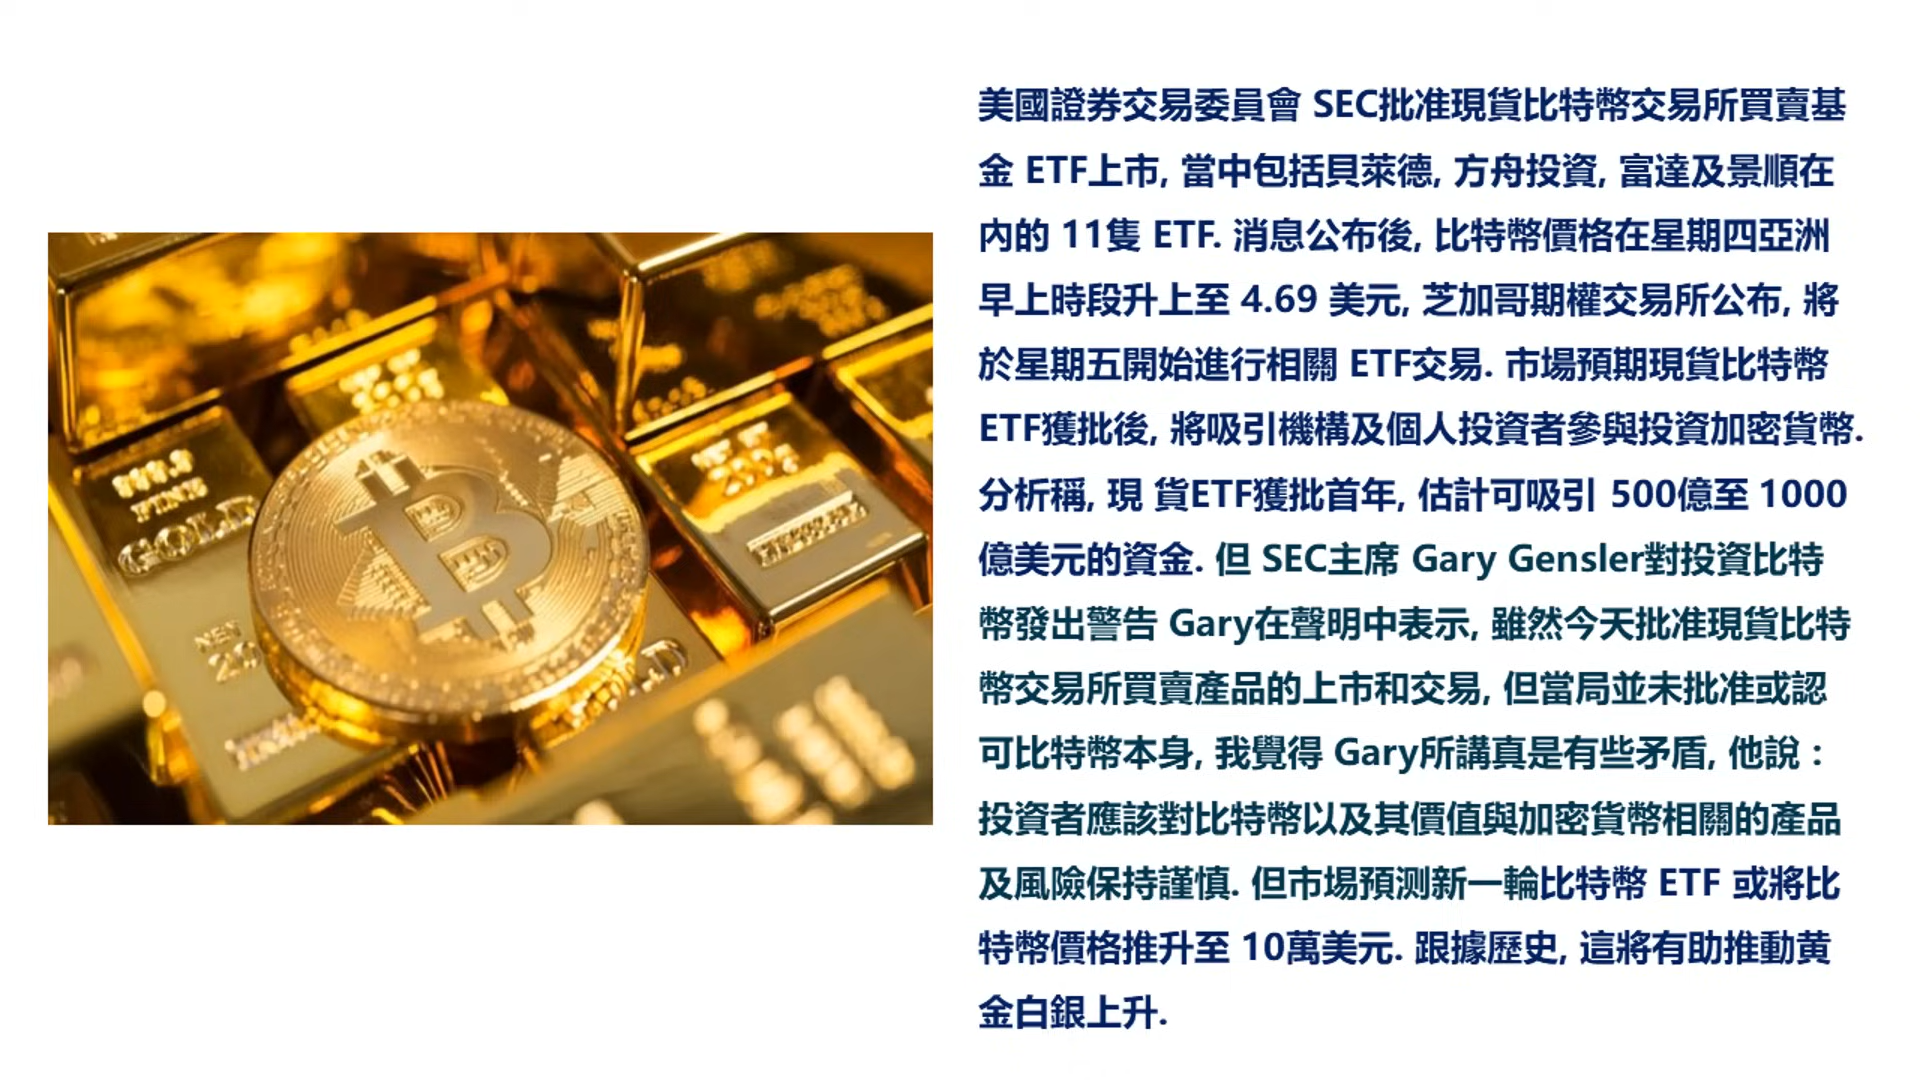 美國證券交易委員會 SEC批准現貨比特幣交易所買賣基
金 ETF上市, 當中包括貝萊德, 方舟投資, 富達及景順在
內的 11隻 ETF. 消息公布後, 比特幣價格在星期四亞洲
早上時段升上至 4.69 美元, 芝加哥期權交易所公布, 將
於星期五開始進行相關 ETF交易. 市場預期現貨比特幣
ETF獲批後, 將吸引機構及個人投資者參與投資加密貨幣.
分析稱, 現 貨ETF獲批首年, 估計可吸引 500億至 1000
億美元的資金. 但 SEC主席 Gary Gensler對投資比特
幣發出警告 Gary在聲明中表示, 雖然今天批准現貨比特
幣交易所買賣產品的上市和交易, 但當局並未批准或認
可比特幣本身, 我覺得 Gary所講真是有些矛盾, 他說：
投資者應該對比特幣以及其價值與加密貨幣相關的產品
及風險保持謹慎. 但市場預测新一輪比特幣 ETF 或將比
特幣價格推升至 10萬美元. 跟據歷史, 這將有助推動黄
金白銀上升.
999.9
FINE
GOLD
NET
20